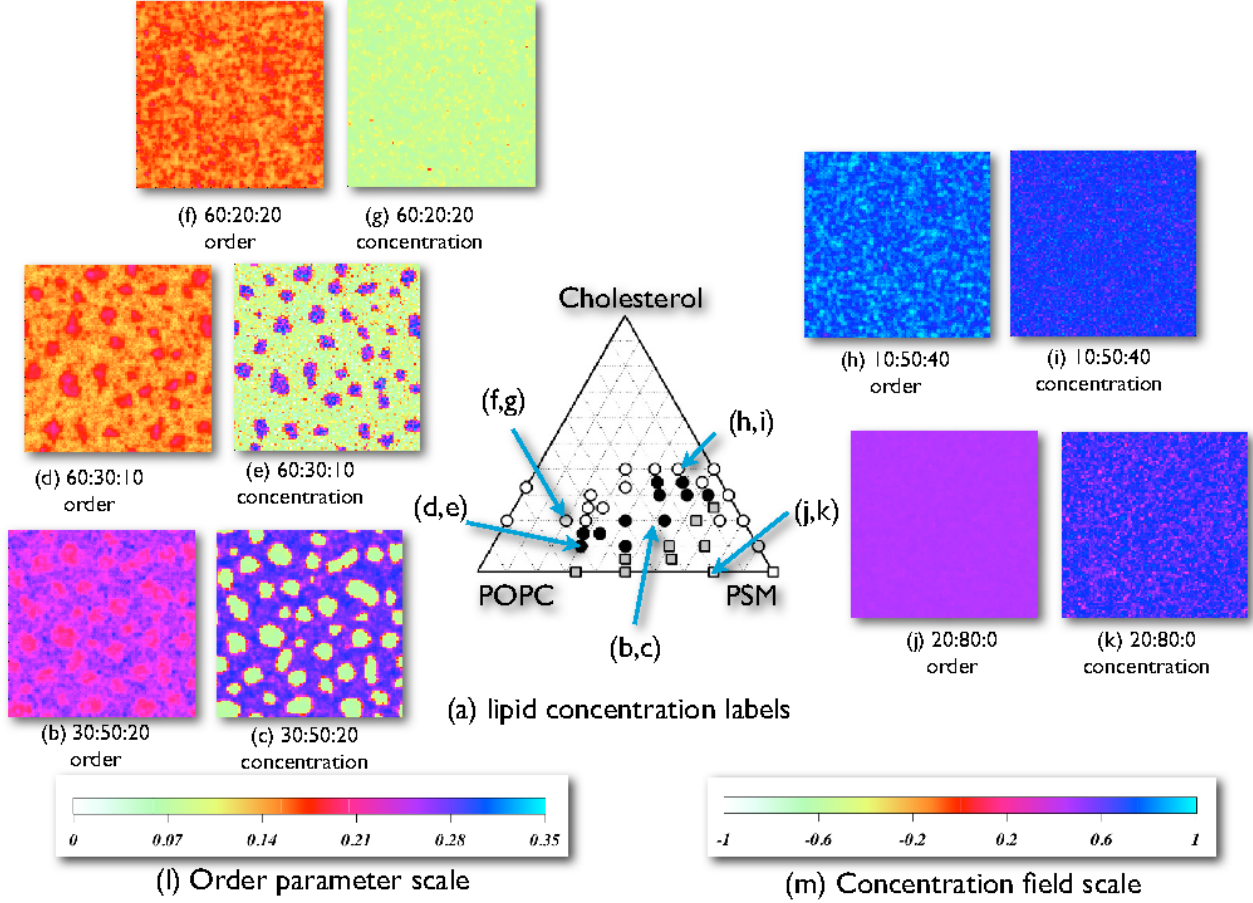 (f) 60:20:20
order
(g) 60:20:20
concentration
(d) 60:30:10
order
(e) 60:30:10
concentration
(b) 30:50:20
order
(c) 30:50:20
concentration
Cholesterol
(f,g)
(h,i)
(d,e)
(j,k)
POPC
PSM
(b,c)
(a) lipid concentration labels
(h) 10:50:40
order
(i) 10:50:40
concentration
(j) 20:80:0
order
(k) 20:80:0
concentration
0 0.07 0.14 0.21 0.28 0.35
(l) Order parameter scale
-1 -0.6 -0.2 0.2 0.6 1
(m) Concentration field scale